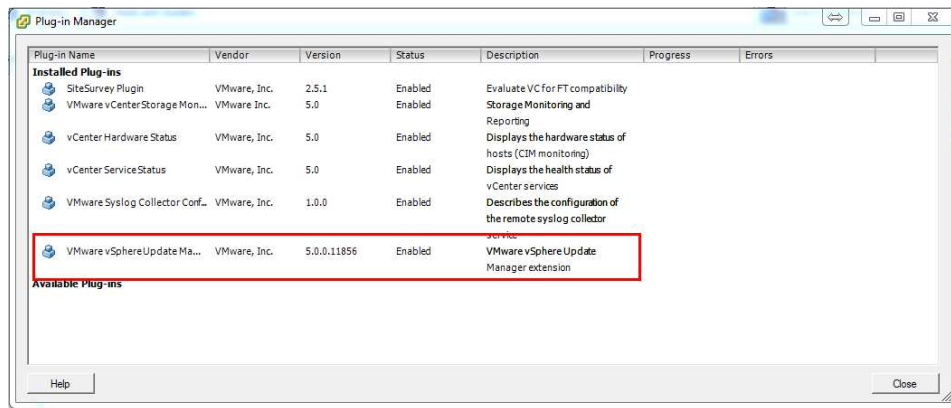 Plug-in Manager
Plug-in Name Vendor Version Status Description Progress Errors
Installed Plug-ins
SiteSurvey Plugin VMware, Inc. 2.5.1 Enabled Evaluate VC for FT compatibility
VMware vCenter Storage Mon... VMware Inc. 5.0 Enabled Storage Monitoring and
Reporting
vCenter Hardware Status VMware, Inc. 5.0 Enabled Displays the hardware status of
hosts (CIM monitoring)
vCenter Service Status VMware, Inc. 5.0 Enabled Displays the health status of
vCenter services
VMware Syslog Collector Conf... VMware, Inc. 1.0.0 Enabled Describes the configuration of
the remote syslog collector
service
VMware vSphere Update Ma... VMware, Inc. 5.0.0.11856 Enabled VMware vSphere Update
Manager extension
Available Plug-ins
Help Close